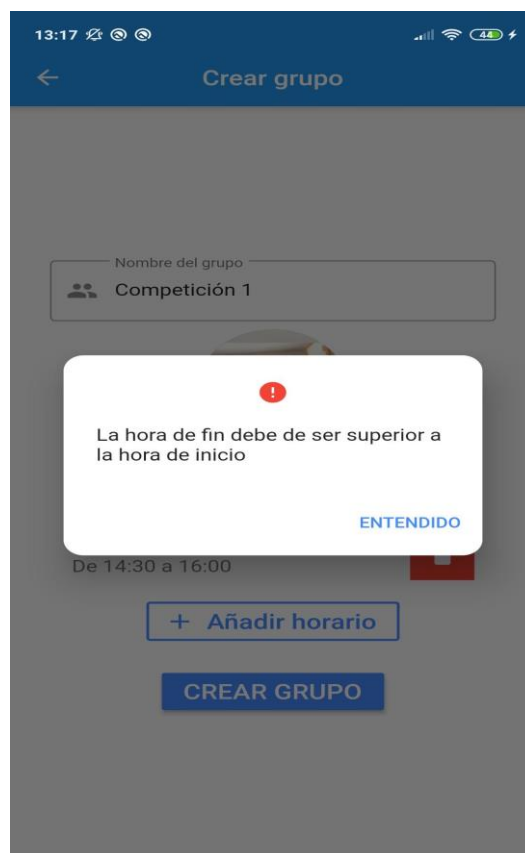 13:17 44
Crear grupo
Nombre del grupo
Competición 1
La hora de fin debe de ser superior a
la hora de inicio
ENTENDIDO
De 14:30 a 16:00
+ Añadir horario
CREAR GRUPO